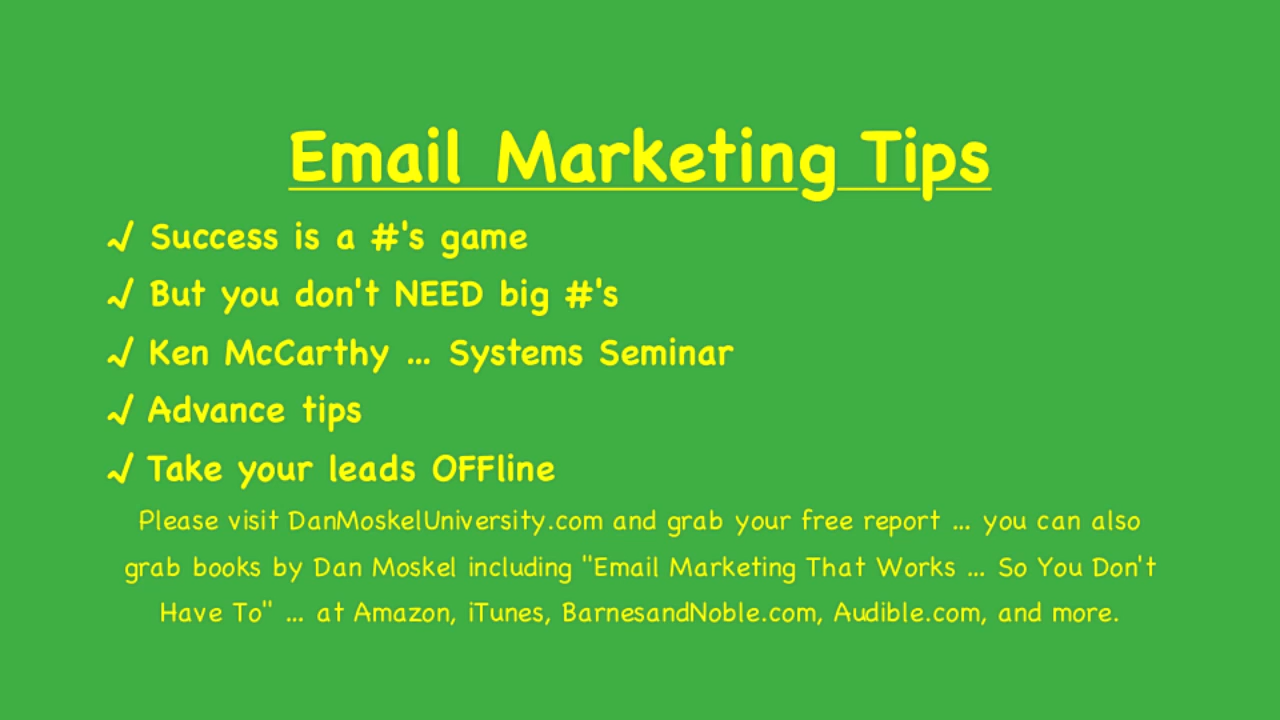 Email Marketing Tips
√ Success is a #'s game
√ But you don't NEED big #'s
√ Ken McCarthy ... Systems Seminar
√ Advance tips
√ Take your leads OFFline
Please visit DanMoskelUniversity.com and grab your free report ... you can also
grab books by Dan Moskel including "Email Marketing That Works ... So You Don't
Have To" ... at Amazon, iTunes, BarnesandNoble.com, Audible.com, and more.